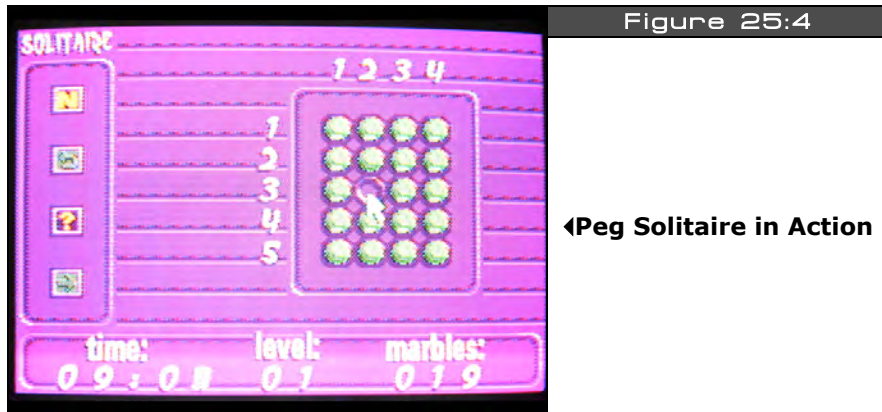 Figure 25:4
SOLITAIRE
1 2 3 4
N
1
2
3
?
4
5
◀Peg Solitaire in Action
time: level: marbles:
09:0 01 019